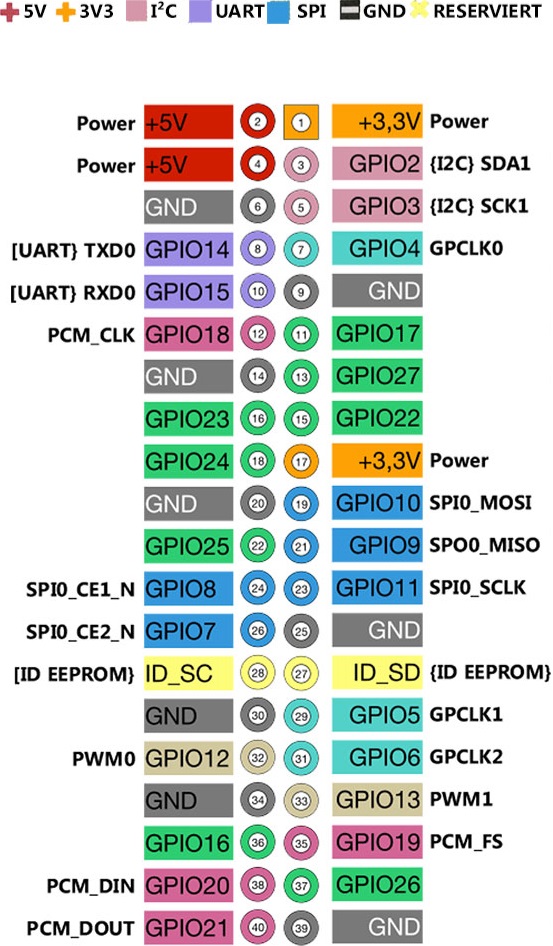 5V 3V3 I²C UART SPI GND RESERVIERT
Power +5V 2 1 +3,3V Power
Power +5V 4 3 GPIO2 {I2C} SDA1
GND 6 5 GPIO3 {I2C} SCK1
[UART} TXD0 GPIO14 8 7 GPIO4 GPCLK0
[UART} RXD0 GPIO15 10 9 GND
PCM_CLK GPIO18 12 11 GPIO17
GND 14 13 GPIO27
GPIO23 16 15 GPIO22
GPIO24 18 17 +3,3V Power
GND 20 19 GPIO10 SPI0_MOSI
GPIO25 22 21 GPIO9 SPO0_MISO
SPI0_CE1_N GPIO8 24 23 GPIO11 SPI0_SCLK
SPI0_CE2_N GPIO7 26 25 GND
[ID EEPROM} ID_SC 28 27 ID_SD {ID EEPROM}
GND 30 29 GPIO5 GPCLK1
PWM0 GPIO12 32 31 GPIO6 GPCLK2
GND 34 33 GPIO13 PWM1
GPIO16 36 35 GPIO19 PCM_FS
PCM_DIN GPIO20 38 37 GPIO26
PCM_DOUT GPIO21 40 39 GND